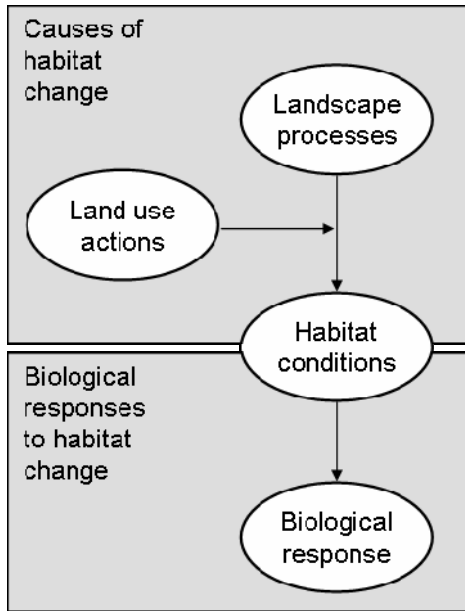 Causes of
habitat
change
Landscape
processes
Land use
actions
Habitat
conditions
Biological
responses
to habitat
change
Biological
response